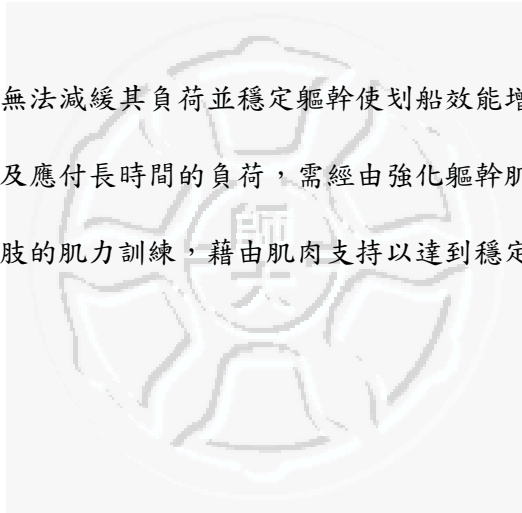 無法減緩其負荷並穩定軀幹使划船效能增
及應付長時間的負荷，需經由強化軀幹肌
師大
肢的肌力訓練，藉由肌肉支持以達到穩定